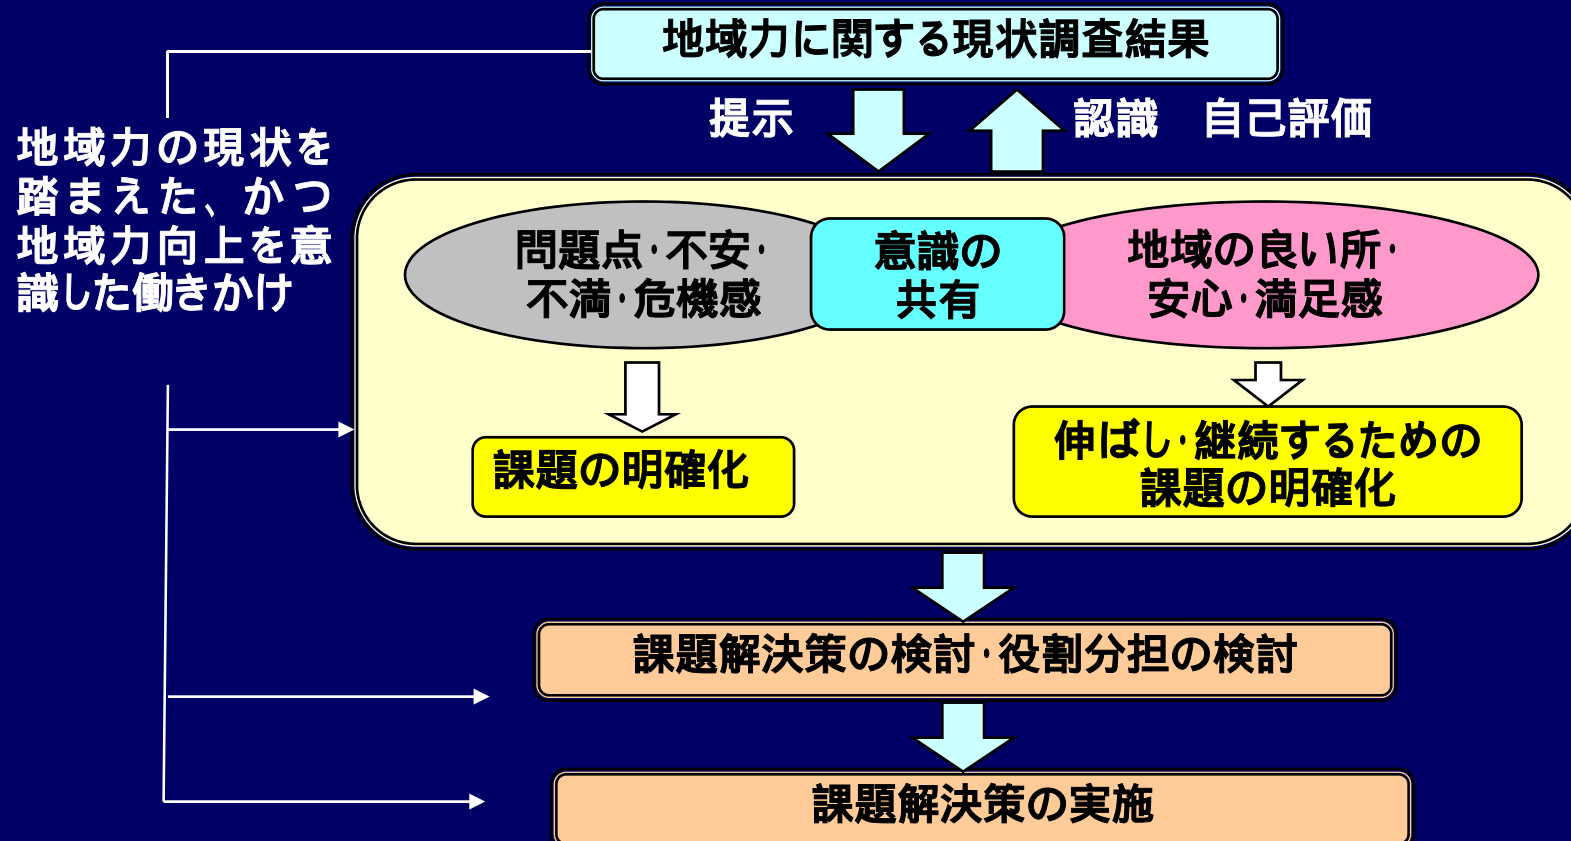 地域力に関する現状調査結果
提示
認識　自己評価
地域力の現状を
踏まえた、かつ
地域力向上を意
識した働きかけ
問題点・不安・
不満・危機感
意識の
共有
地域の良い所・
安心・満足感
課題の明確化
伸ばし・継続するための
課題の明確化
課題解決策の検討・役割分担の検討
課題解決策の実施